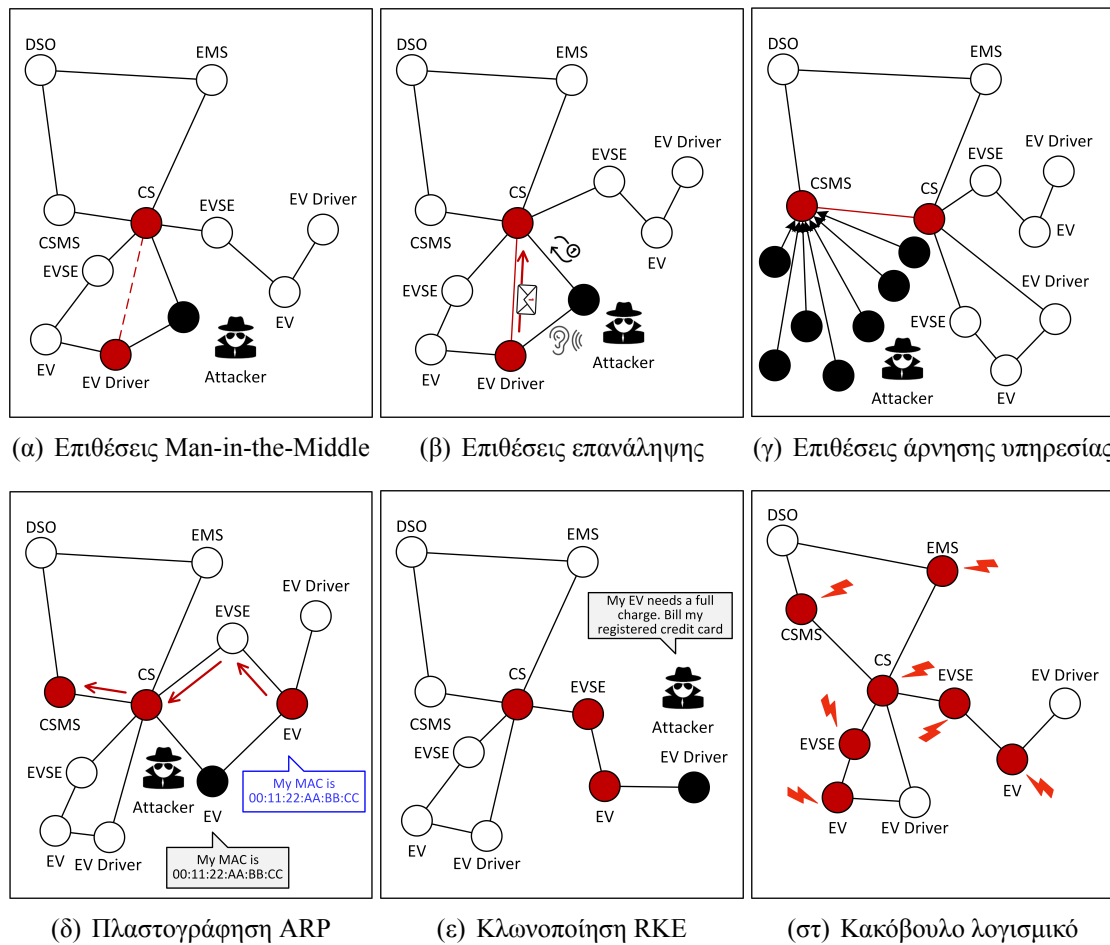 DSO
EMS
CS
EVSE
EV Driver
CSMS
EVSE
EV
EV
EV Driver
Attacker
(α) Επιθέσεις Man-in-the-Middle
DSO
EMS
EV Driver
EVSE
CS
CSMS
EV
EVSE
EV
EV Driver
Attacker
(β) Επιθέσεις επανάληψης
DSO
EMS
EV Driver
EVSE
CSMS
CS
EV
EV Driver
EVSE
EV
Attacker
(γ) Επιθέσεις άρνησης υπηρεσίας
DSO
EMS
EV Driver
EVSE
CS
CSMS
EV
EVSE
Attacker
EV
My MAC is
00:11:22:AA:BB:CC
EV
EV Driver
My MAC is
00:11:22:AA:BB:CC
(δ) Πλαστογράφηση ARP
DSO
EMS
My EV needs a full
charge. Bill my
registered credit card
CS
EVSE
CSMS
Attacker
EVSE
EV Driver
EV
EV
EV Driver
(ε) Κλωνοποίηση RKE
DSO
EMS
CSMS
CS
EVSE
EV Driver
EVSE
EV
EV
EV Driver
(στ) Κακόβουλο λογισμικό